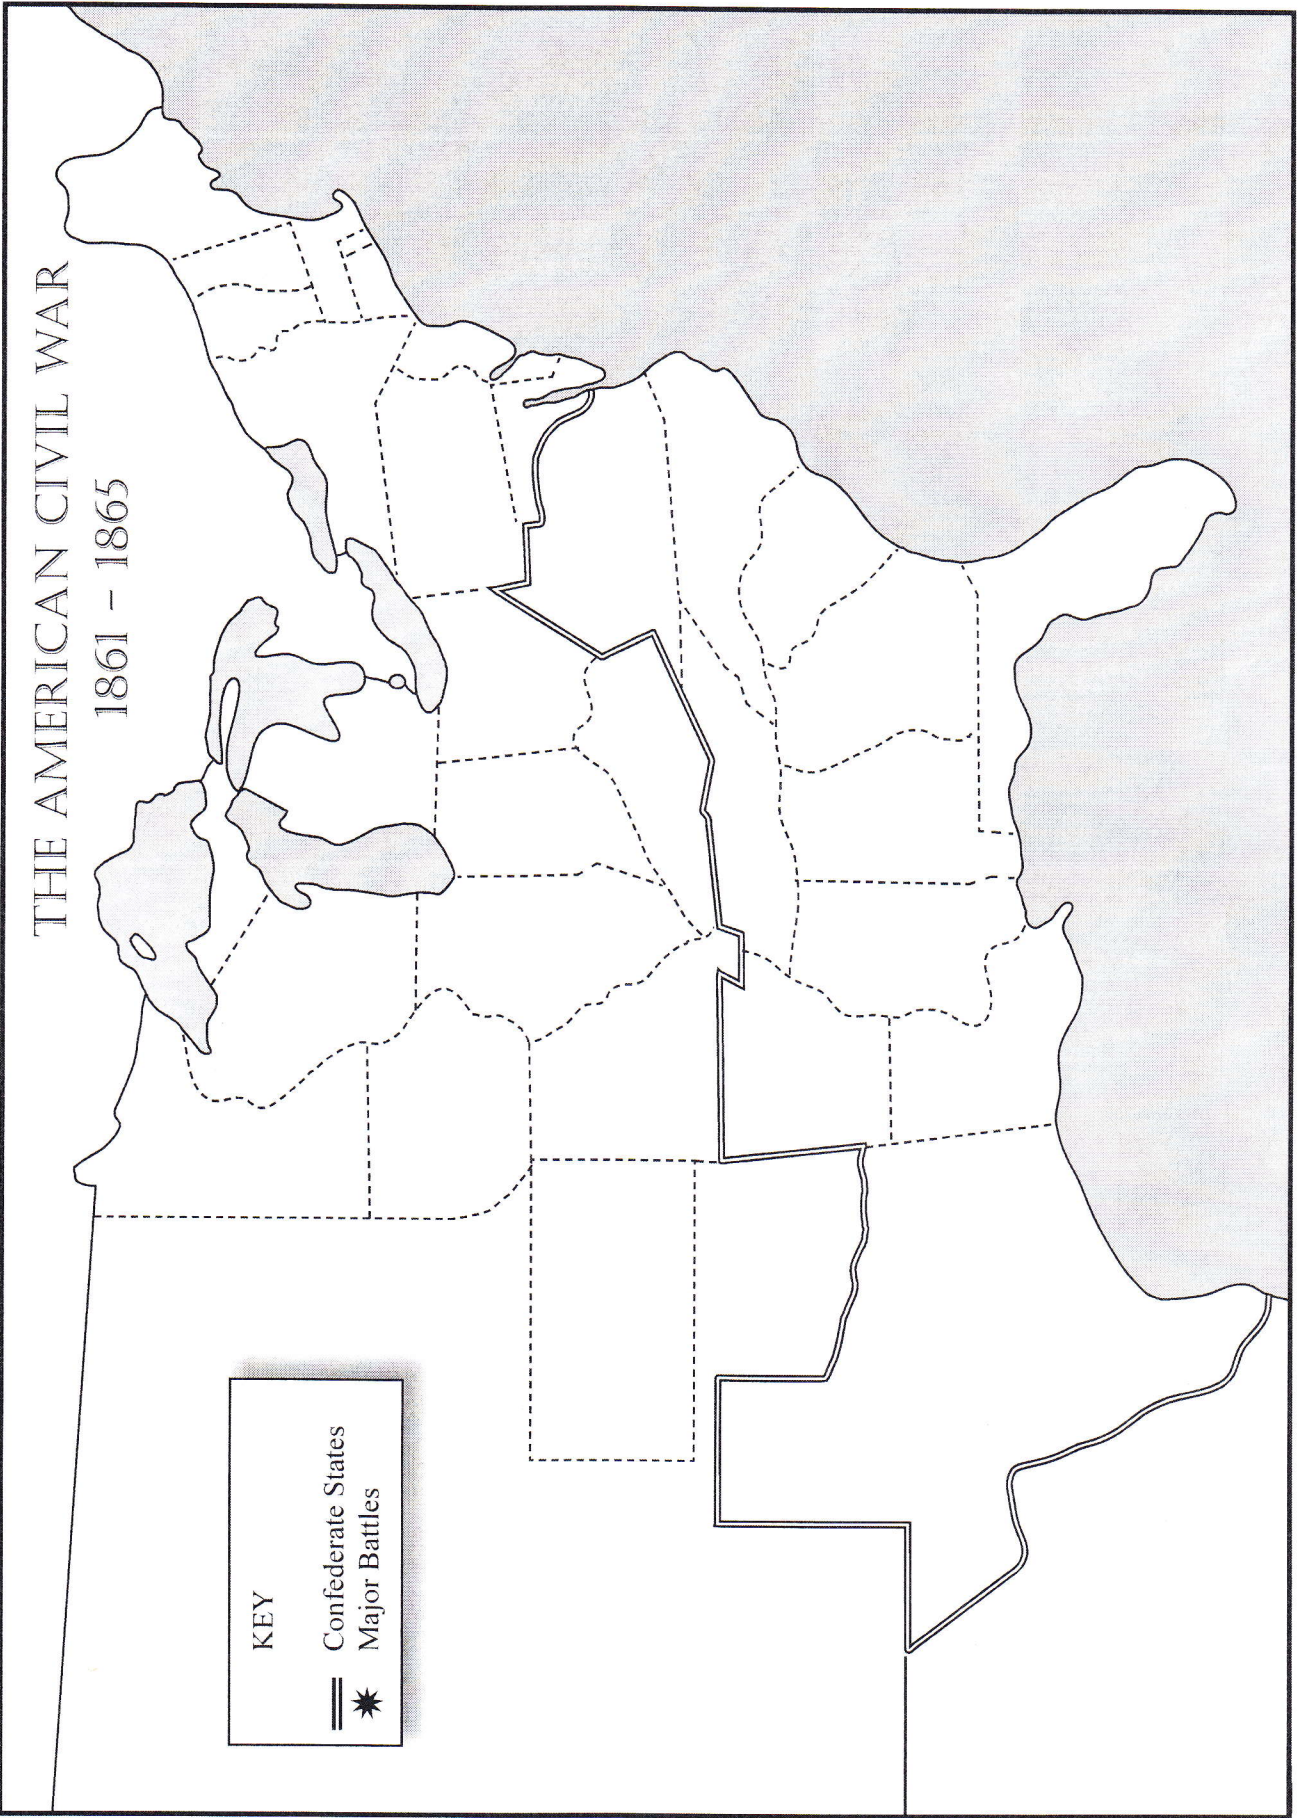 THE AMERICAN CIVIL WAR
1861 – 1865
KEY
Confederate States
Major Battles